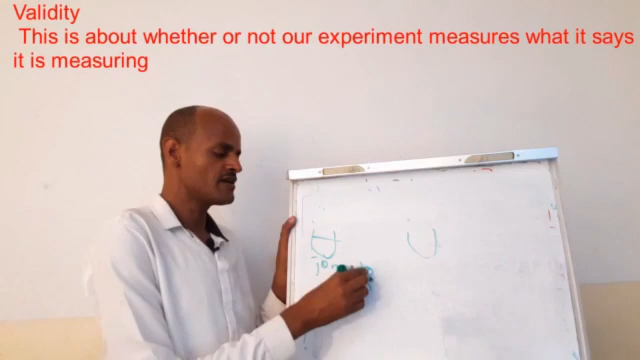 Validity
This is about whether or not our experiment measures what it says
it is measuring